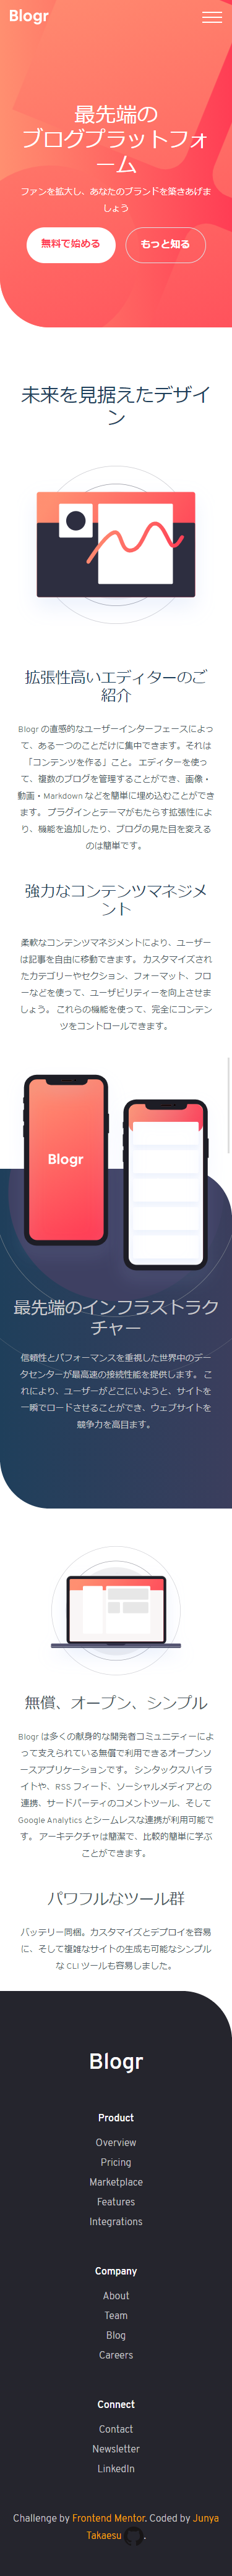 Blogr
最先端の
ブログプラットフォ
ーム
ファンを拡大し、あなたのブランドを築きあげま
しょう
無料で始める
もっと知る
未来を見据えたデザイ
ン
拡張性高いエディターのご
紹介
Blogr の直感的なユーザーインターフェースによっ
て、ある一つのことだけに集中できます。それは
「コンテンツを作る」こと。 エディターを使っ
て、複数のブログを管理することができ、画像・
動画・Markdown などを簡単に埋め込むことができ
ます。 プラグインとテーマがもたらす拡張性によ
り、機能を追加したり、ブログの見た目を変える
のは簡単です。
強力なコンテンツマネジメ
ント
柔軟なコンテンツマネジメントにより、ユーザー
は記事を自由に移動できます。 カスタマイズされ
たカテゴリーやセクション、フォーマット、フロ
ーなどを使って、ユーザビリティーを向上させま
しょう。 これらの機能を使って、完全にコンテン
ツをコントロールできます。
Blogr
最先端のインフラストラク
チャー
信頼性とパフォーマンスを重視した世界中のデー
タセンターが最高速の接続性能を提供します。 こ
れにより、ユーザーがどこにいようと、サイトを
一瞬でロードさせることができ、ウェブサイトを
競争力を高目ます。
無償、オープン、シンプル
Blogr は多くの献身的な開発者コミュニティーによ
って支えられている無償で利用できるオープンソ
ースアプリケーションです。 シンタックスハイラ
イトや、RSS フィード、ソーシャルメディアとの
連携、サードパーティのコメントツール、そして
Google Analytics とシームレスな連携が利用可能で
す。 アーキテクチャは簡潔で、比較的簡単に学ぶ
ことができます。
パワフルなツール群
バッテリー同梱。カスタマイズとデプロイを容易
に、そして複雑なサイトの生成も可能なシンプル
な CLI ツールも容易しました。
Blogr
Product
Overview
Pricing
Marketplace
Features
Integrations
Company
About
Team
Blog
Careers
Connect
Contact
Newsletter
LinkedIn
Challenge by Frontend Mentor. Coded by Junya
Takaesu .